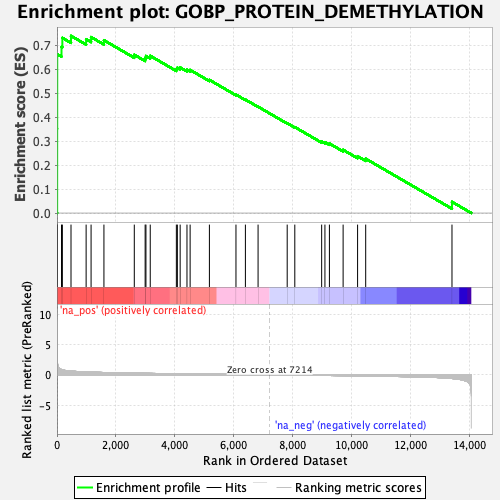 Enrichment plot: GOBP_PROTEIN_DEMETHYLATION
Enrichment score (ES)
0.7
0.6
0.5
0.4
0.3
0.2
0.1
0.0
'na_pos' (positively correlated)
Ranked list metric (PreRanked)
10
5
0
-5
Zero cross at 7214
'na_neg' (negatively correlated)
0
2,000
4,000
6,000
8,000
10,000
12,000
14,000
Rank in Ordered Dataset
Enrichment profile
Hits
Ranking metric scores